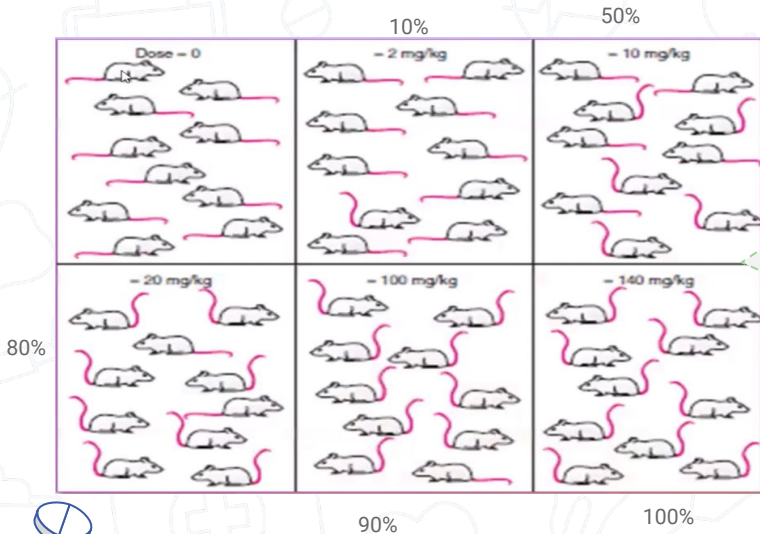 10%
50%
Dose = 0
= 2 mg/kg
= 10 mg/kg
= 20 mg/kg
= 100 mg/kg
= 140 mg/kg
80%
90%
100%